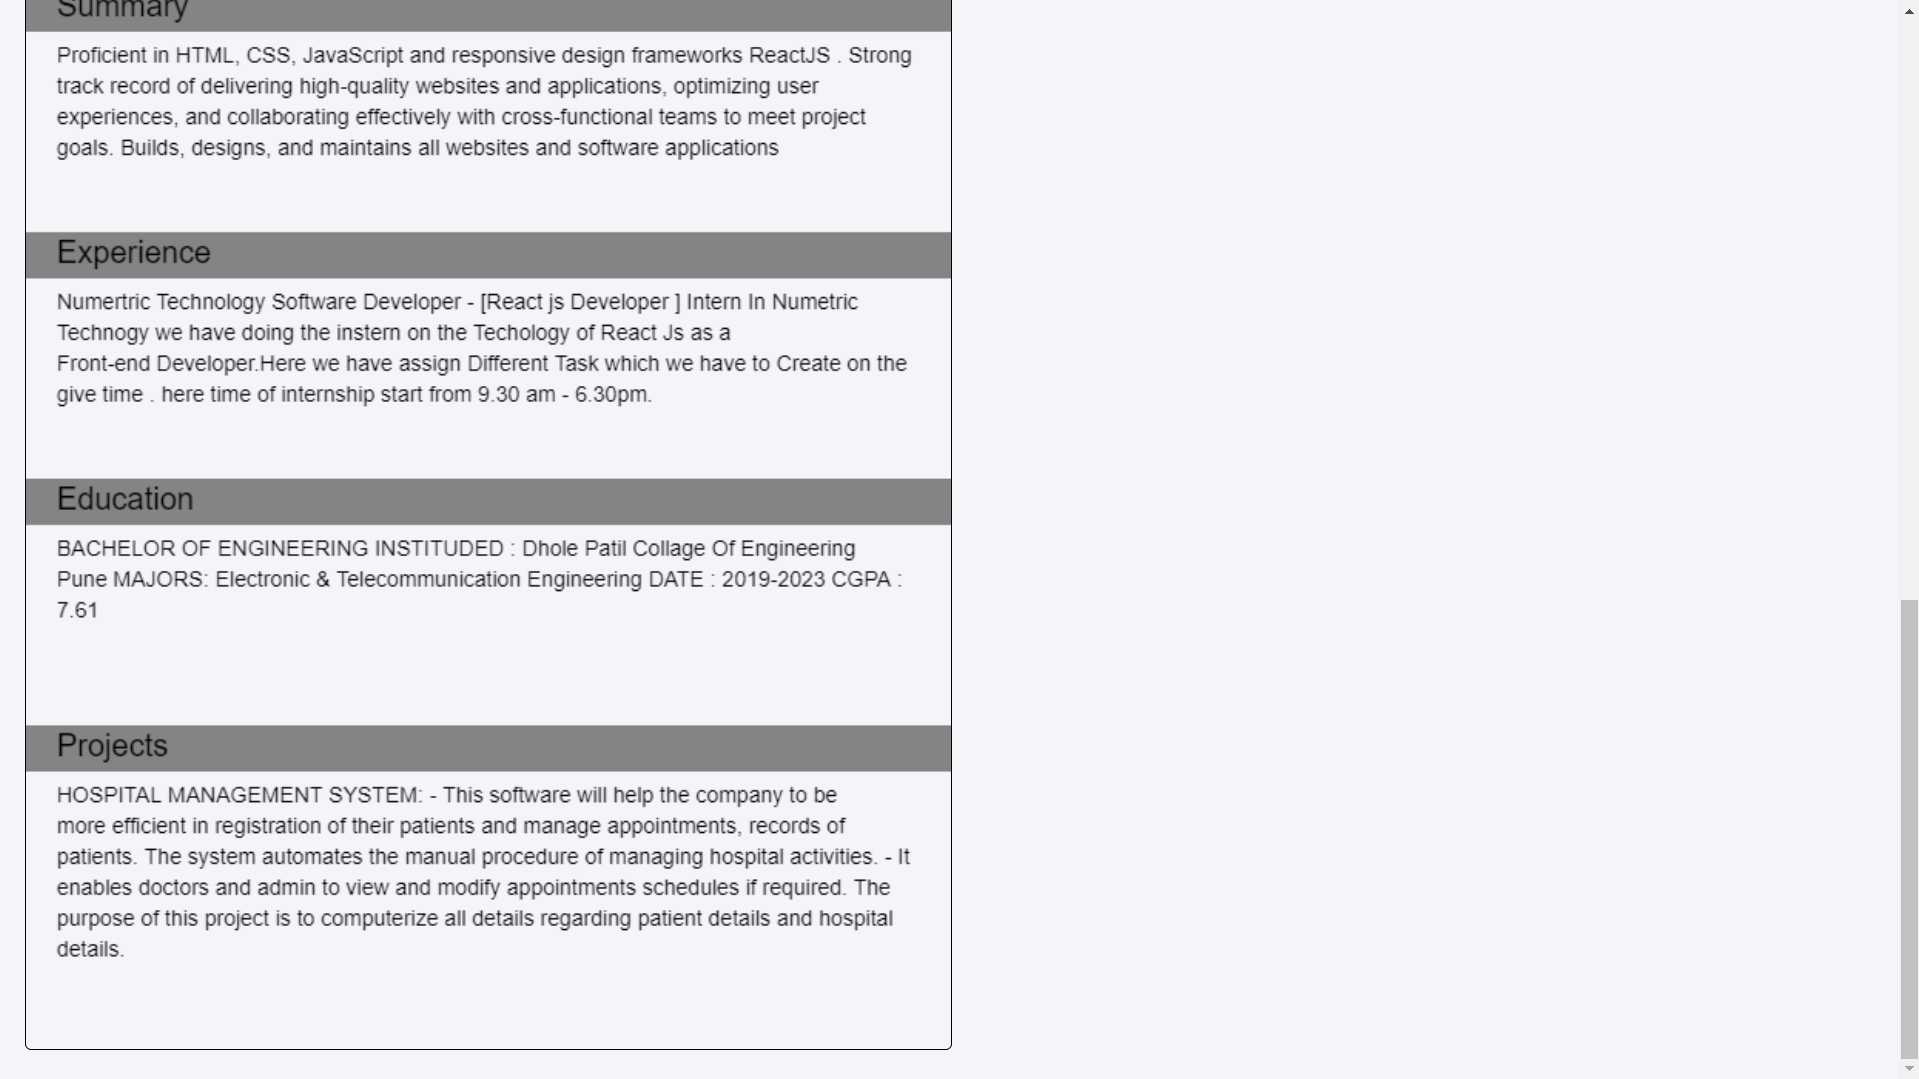 Summary
Proficient in HTML, CSS, JavaScript and responsive design frameworks ReactJS . Strong
track record of delivering high-quality websites and applications, optimizing user
experiences, and collaborating effectively with cross-functional teams to meet project
goals. Builds, designs, and maintains all websites and software applications
Experience
Numertric Technology Software Developer - [React js Developer ] Intern In Numetric
Technogy we have doing the instern on the Techology of React Js as a
Front-end Developer.Here we have assign Different Task which we have to Create on the
give time . here time of internship start from 9.30 am - 6.30pm.
Education
BACHELOR OF ENGINEERING INSTITUDED : Dhole Patil Collage Of Engineering
Pune MAJORS: Electronic & Telecommunication Engineering DATE : 2019-2023 CGPA :
7.61
Projects
HOSPITAL MANAGEMENT SYSTEM: - This software will help the company to be
more efficient in registration of their patients and manage appointments, records of
patients. The system automates the manual procedure of managing hospital activities. - It
enables doctors and admin to view and modify appointments schedules if required. The
purpose of this project is to computerize all details regarding patient details and hospital
details.